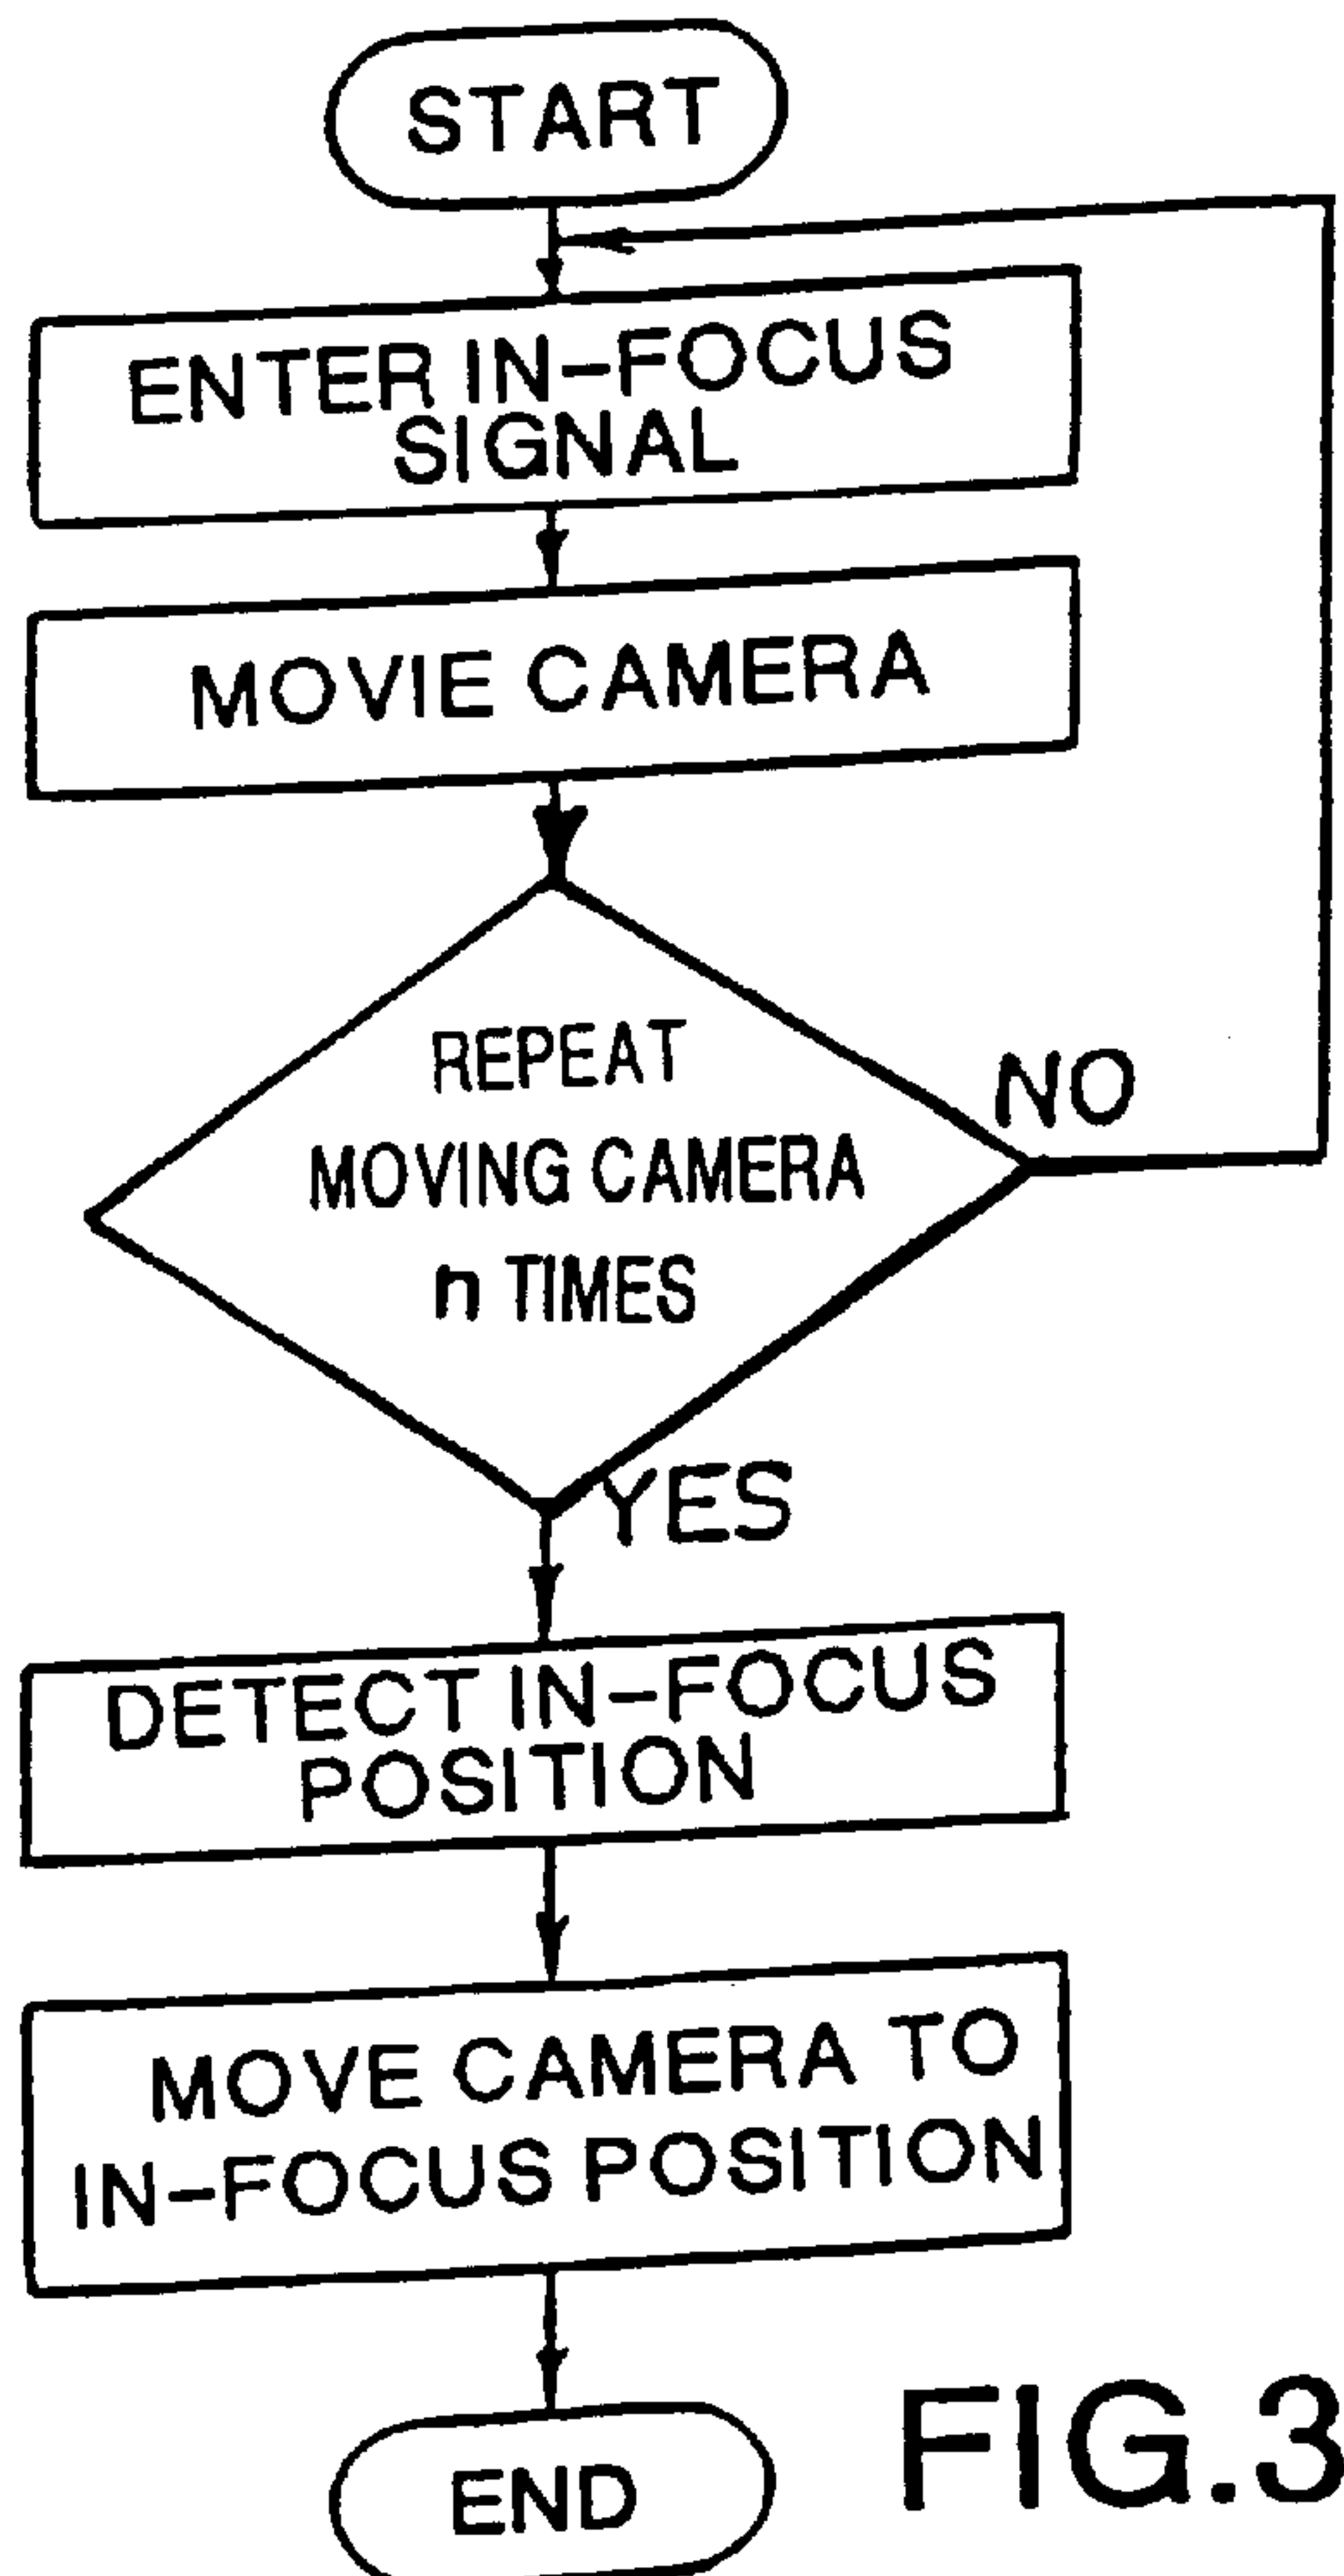 START
ENTER IN-FOCUS
SIGNAL
MOVIE CAMERA
REPEAT
MOVING CAMERA
n TIMES
NO
YES
DETECT IN-FOCUS
POSITION
MOVE CAMERA TO
IN-FOCUS POSITION
END
FIG.3